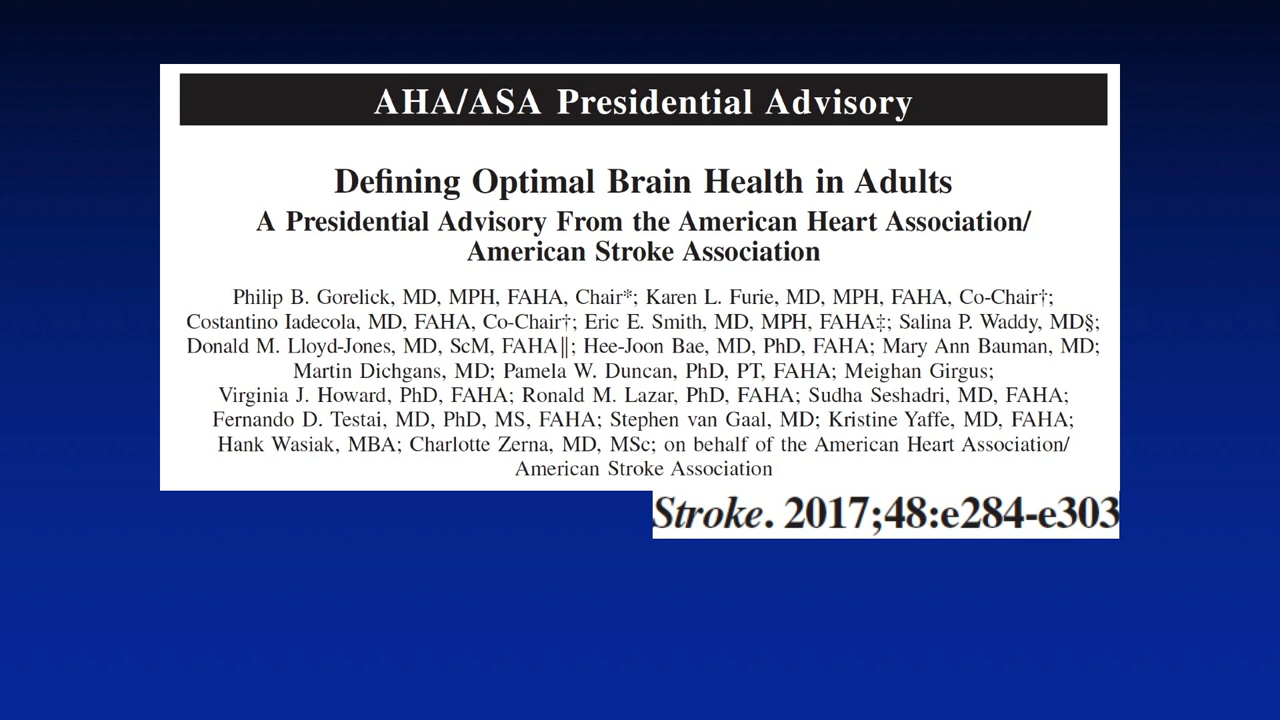 AHA/ASA Presidential Advisory
Defining Optimal Brain Health in Adults
A Presidential Advisory From the American Heart Association/
American Stroke Association
Philip B. Gorelick, MD, MPH, FAHA, Chair*; Karen L. Furie, MD, MPH, FAHA, Co-Chair†;
Costantino Iadecola, MD, FAHA, Co-Chair†; Eric E. Smith, MD, MPH, FAHA‡; Salina P. Waddy, MD§;
Donald M. Lloyd-Jones, MD, ScM, FAHA‖; Hee-Joon Bae, MD, PhD, FAHA; Mary Ann Bauman, MD;
Martin Dichgans, MD; Pamela W. Duncan, PhD, PT, FAHA; Meighan Girgus;
Virginia J. Howard, PhD, FAHA; Ronald M. Lazar, PhD, FAHA; Sudha Seshadri, MD, FAHA;
Fernando D. Testai, MD, PhD, MS, FAHA; Stephen van Gaal, MD; Kristine Yaffe, MD, FAHA;
Hank Wasiak, MBA; Charlotte Zerna, MD, MSc; on behalf of the American Heart Association/
American Stroke Association
Stroke. 2017;48:e284-e303